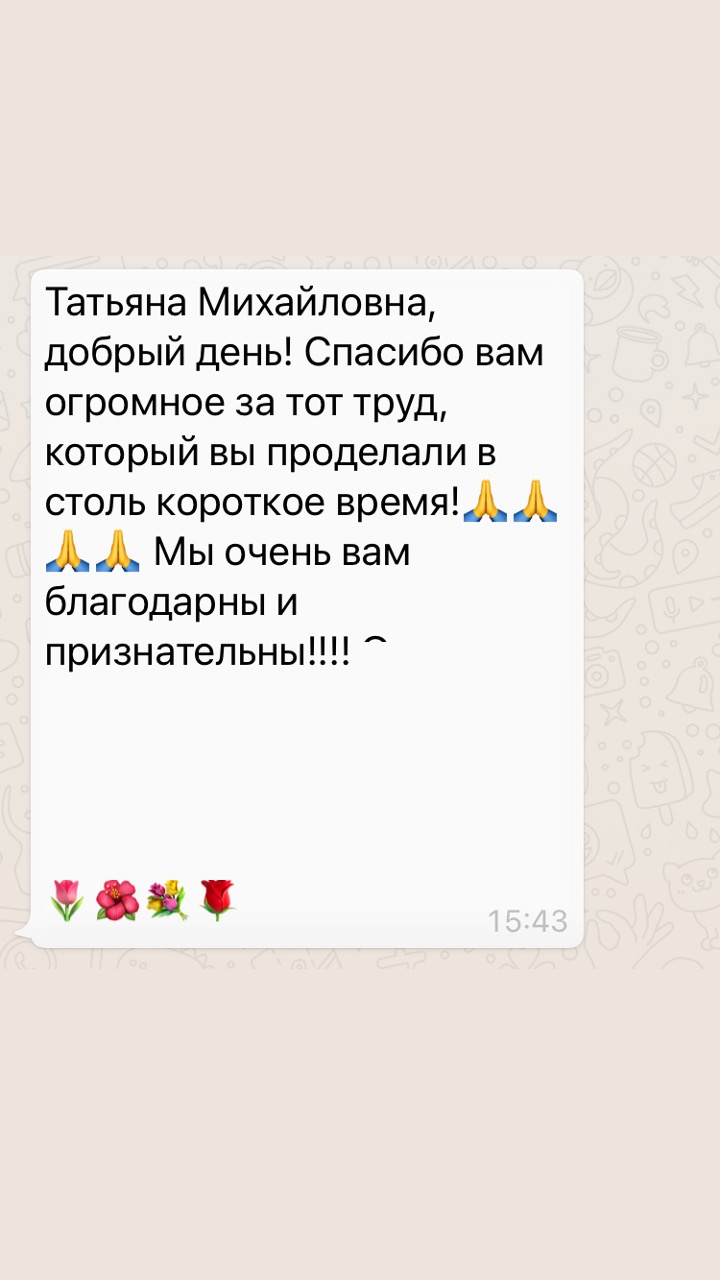 Татьяна Михайловна,
добрый день! Спасибо вам
огромное за тот труд,
который вы проделали в
столь короткое время!🙏🙏
🙏🙏 Мы очень вам
благодарны и
признательны!!!!
🌷🌺💐🌹
15:43